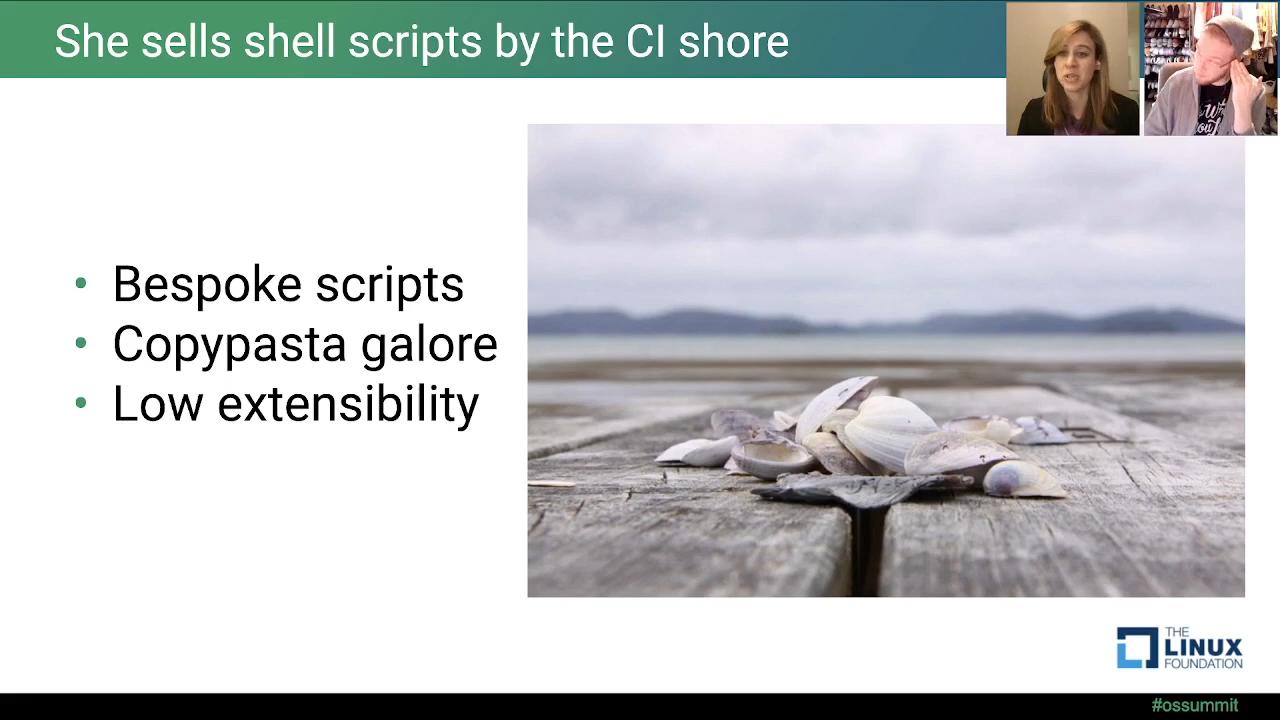 She sells shell scripts by the CI shore
• Bespoke scripts
• Copypasta galore
• Low extensibility
THE
LINUX
FOUNDATION
#ossummit